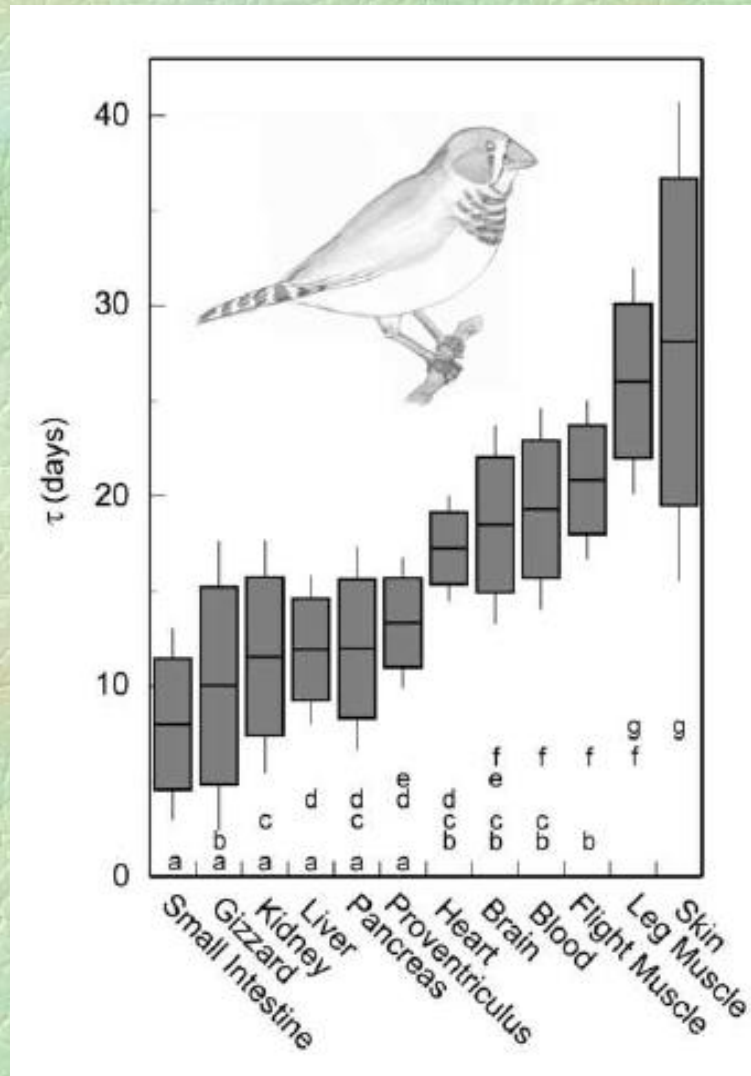 40
30
τ (days)
20
10
g g
f f f f f
e e
d d d d
c c c c c
b b b b b
a a a a a a
0
Small Intestine
Gizzard
Kidney
Liver
Pancreas
Proventriculus
Heart
Brain
Blood
Flight Muscle
Leg Muscle
Skin